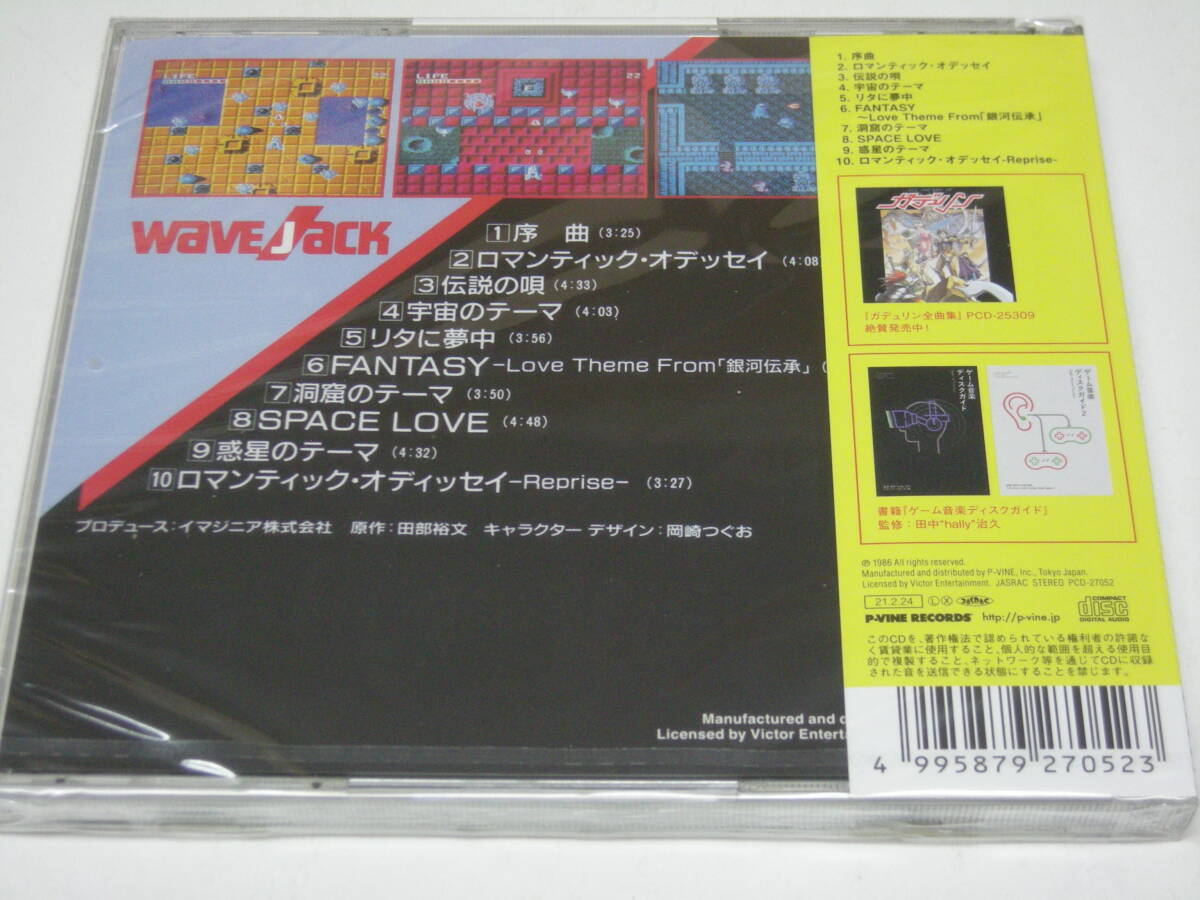 LIFE
22
LIFE
22
WAVE JACK
1 序 曲 (3:25)
2 ロマンティック・オデッセイ (4:08
3 伝説の唄 (4:33)
4 宇宙のテーマ (4:03)
5 リタに夢中 (3:56)
6 FANTASY–Love Theme From「銀河伝承」(
7 洞窟のテーマ (3:50)
8 SPACE LOVE (4:48)
9 惑星のテーマ (4:32)
10 ロマンティック・オディッセイ–Reprise– (3:27)
プロデュース：イマジニア株式会社 原作：田部裕文 キャラクター デザイン：岡崎つぐお
Manufactured and d
Licensed by Victor Enterta
1. 序曲
2. ロマンティック・オデッセイ
3. 伝説の唄
4. 宇宙のテーマ
5. リタに夢中
6. FANTASY
～Love Theme From「銀河伝承」
7. 洞窟のテーマ
8. SPACE LOVE
9. 惑星のテーマ
10. ロマンティック・オデッセイ-Reprise-
ガデュリン
『ガデュリン全曲集』PCD-25309
絶賛発売中！
ゲーム音楽
ディスクガイド
ゲーム音楽
ディスクガイド2
書籍『ゲーム音楽ディスクガイド』
監修：田中"hally"治久
℗ 1986 All rights reserved.
Manufactured and distributed by P-VINE, Inc., Tokyo Japan.
Licensed by Victor Entertainment. JASRAC STEREO PCD-27052
21.2.24 Ⓛ Ⓧ JASRAC
COMPACT disc DIGITAL AUDIO
P-VINE RECORDS http://p-vine.jp
このCDを、著作権法で認められている権利者の許諾な
く賃貸業に使用すること、個人的な範囲を超える使用目
的で複製すること、ネットワーク等を通じてCDに収録
された音を送信できる状態にすることを禁じます。
4 995879 270523